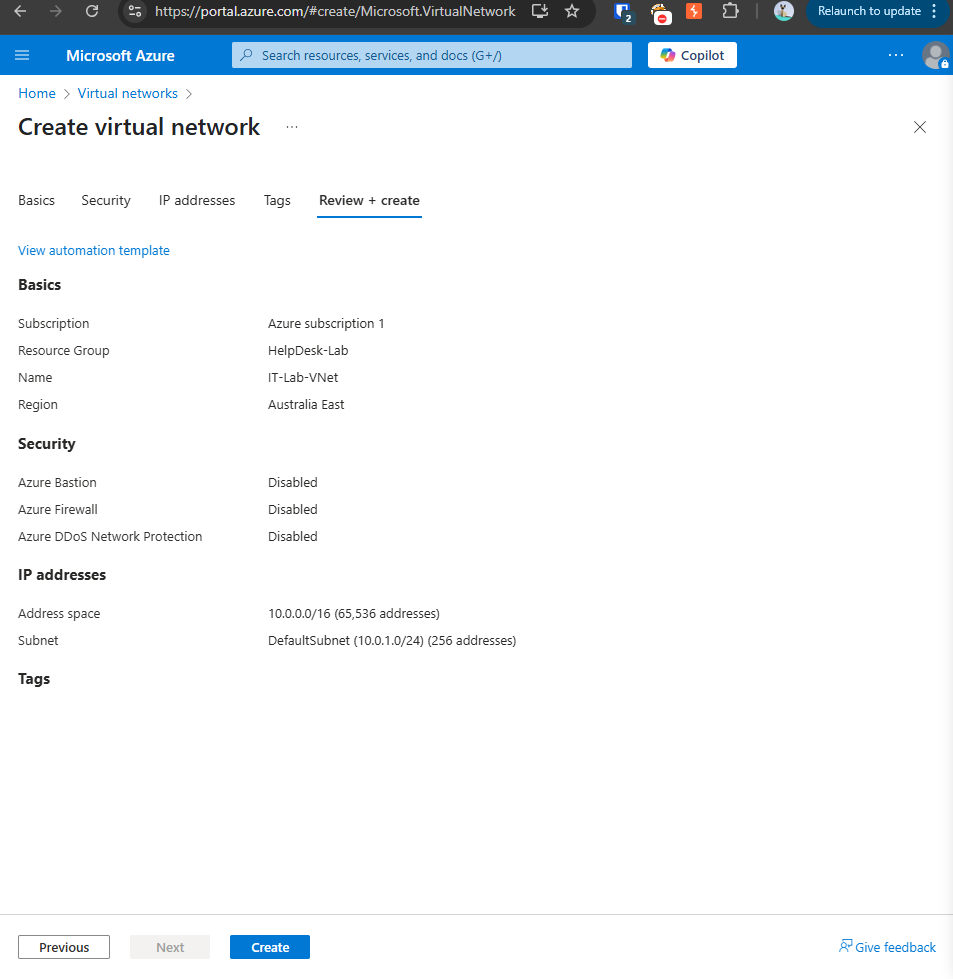 https://portal.azure.com/#create/Microsoft.VirtualNetwork
2
Relaunch to update
Microsoft Azure
Search resources, services, and docs (G+/)
Copilot
...
Home > Virtual networks >
Create virtual network ...
Basics Security IP addresses Tags Review + create
View automation template
Basics
Subscription Azure subscription 1
Resource Group HelpDesk-Lab
Name IT-Lab-VNet
Region Australia East
Security
Azure Bastion Disabled
Azure Firewall Disabled
Azure DDoS Network Protection Disabled
IP addresses
Address space 10.0.0.0/16 (65,536 addresses)
Subnet DefaultSubnet (10.0.1.0/24) (256 addresses)
Tags
Previous Next Create Give feedback